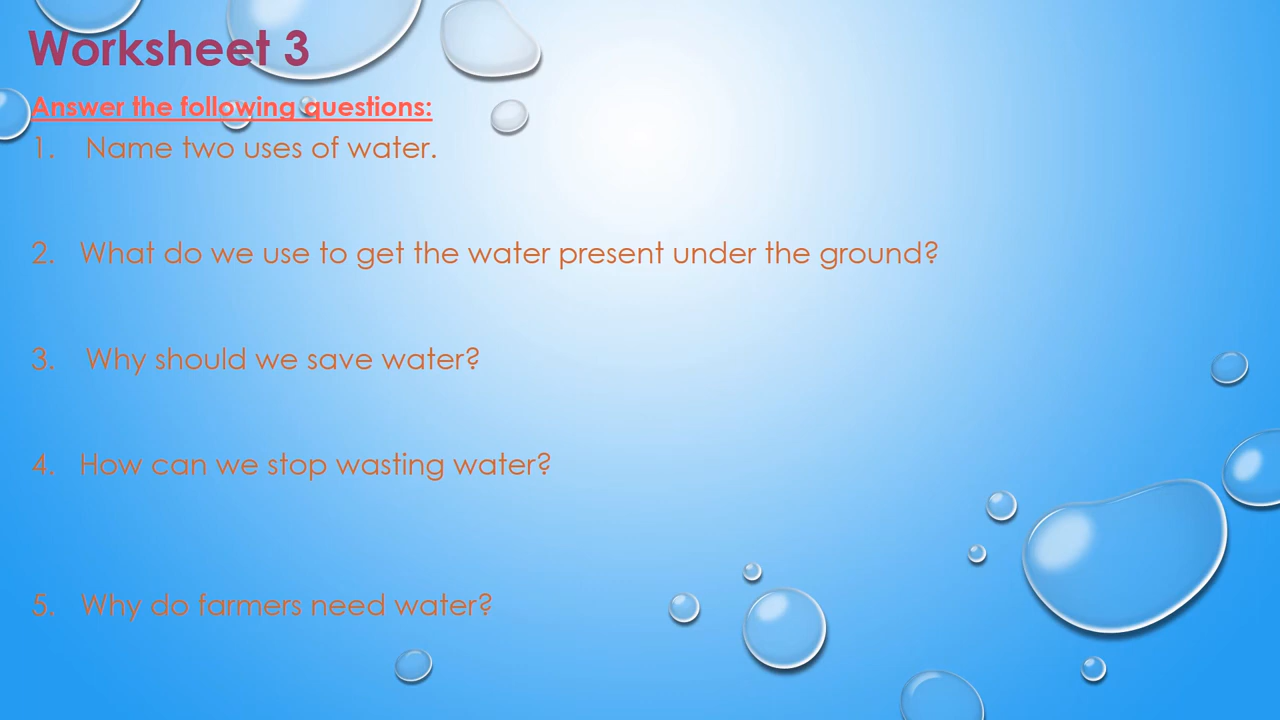 Worksheet 3
Answer the following questions:
1. Name two uses of water.
2. What do we use to get the water present under the ground?
3. Why should we save water?
4. How can we stop wasting water?
5. Why do farmers need water?